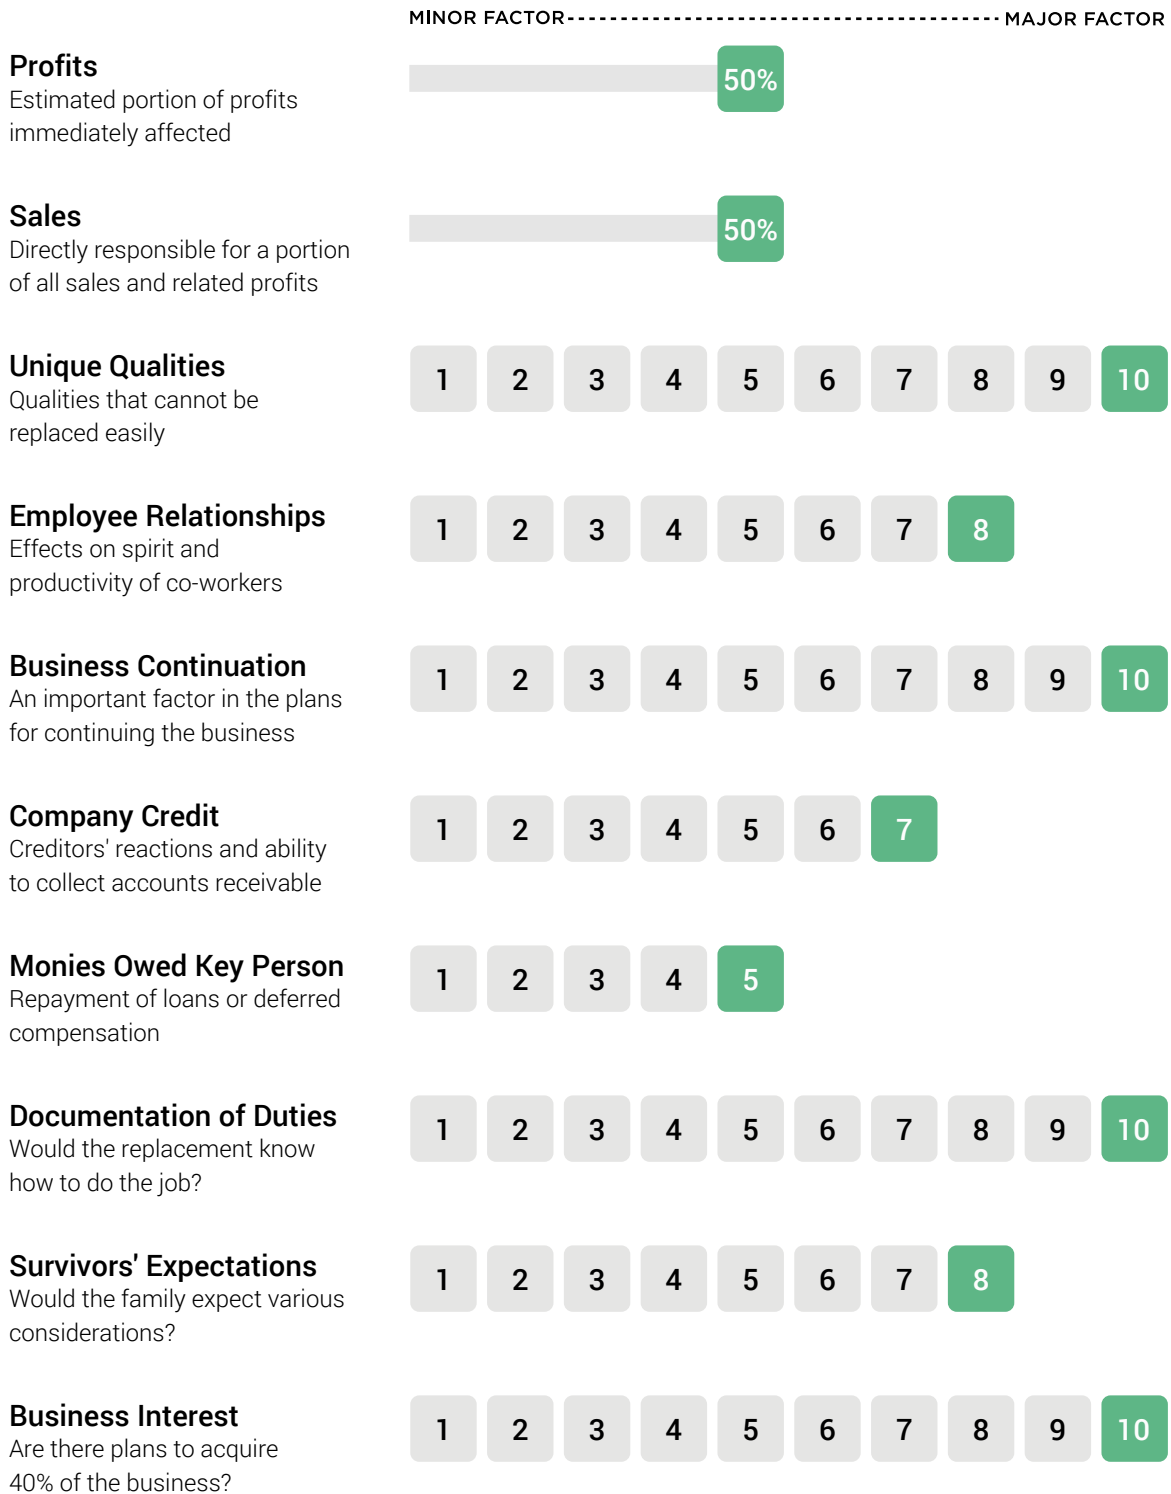 MINOR FACTOR MAJOR FACTOR
Profits
Estimated portion of profits
immediately affected
50%
Sales
Directly responsible for a portion
of all sales and related profits
50%
Unique Qualities
Qualities that cannot be
replaced easily
1 2 3 4 5 6 7 8 9 10
Employee Relationships
Effects on spirit and
productivity of co-workers
1 2 3 4 5 6 7 8
Business Continuation
An important factor in the plans
for continuing the business
1 2 3 4 5 6 7 8 9 10
Company Credit
Creditors' reactions and ability
to collect accounts receivable
1 2 3 4 5 6 7
Monies Owed Key Person
Repayment of loans or deferred
compensation
1 2 3 4 5
Documentation of Duties
Would the replacement know
how to do the job?
1 2 3 4 5 6 7 8 9 10
Survivors' Expectations
Would the family expect various
considerations?
1 2 3 4 5 6 7 8
Business Interest
Are there plans to acquire
40% of the business?
1 2 3 4 5 6 7 8 9 10